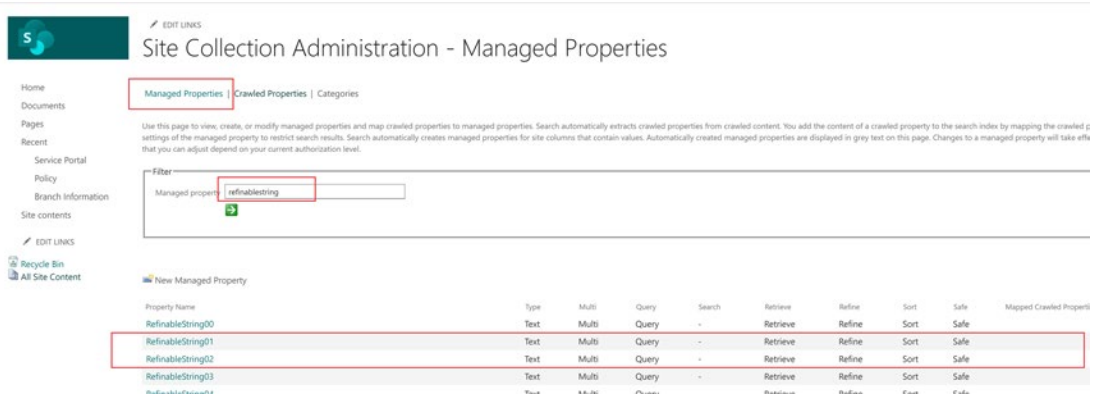 S
EDIT LINKS
Site Collection Administration - Managed Properties
Home
Documents
Pages
Recent
Service Portal
Policy
Branch Information
Site contents
EDIT LINKS
Recycle Bin
All Site Content
Managed Properties | Crawled Properties | Categories
Use this page to view, create, or modify managed properties and map crawled properties to managed properties. Search automatically extracts crawled properties from crawled content. You add the content of a crawled property to the search index by mapping the crawled p
settings of the managed property to restrict search results. Search automatically creates managed properties for site columns that contain values. Automatically created managed properties are displayed in grey text on this page. Changes to a managed property will take effe
that you can adjust depend on your current authorization level.
Filter
Managed property refinablestring
New Managed Property
Property Name Type Multi Query Search Retrieve Refine Sort Safe Mapped Crawled Properti
RefinableString00 Text Multi Query - Retrieve Refine Sort Safe
RefinableString01 Text Multi Query - Retrieve Refine Sort Safe
RefinableString02 Text Multi Query - Retrieve Refine Sort Safe
RefinableString03 Text Multi Query - Retrieve Refine Sort Safe
RefinableString04 Text Multi Query - Retrieve Refine Sort Safe